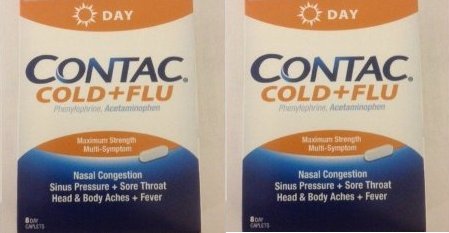 DAY
CONTAC®
COLD+FLU
Phenylephrine, Acetaminophen
Maximum Strength
Multi-Symptom
Nasal Congestion
Sinus Pressure + Sore Throat
Head & Body Aches + Fever
8 DAY
CAPLETS
DAY
CONTAC®
COLD+FLU
Phenylephrine, Acetaminophen
Maximum Strength
Multi-Symptom
Nasal Congestion
Sinus Pressure + Sore Throat
Head & Body Aches + Fever
8 DAY
CAPLETS